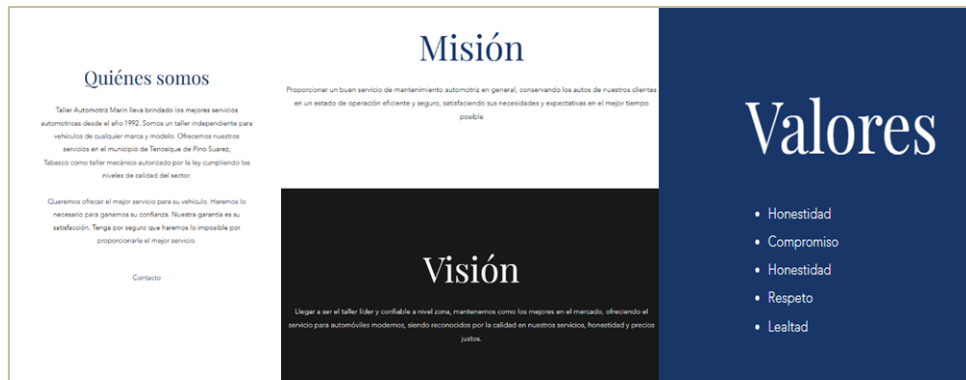 Quiénes somos
Taller Automotriz Marin lleva brindado los mejores servicios
automotrices desde el año 1992. Somos un taller independiente para
vehículos de cualquier marca y modelo. Ofrecemos nuestros
servicios en el municipio de Tenosique de Pino Suarez,
Tabasco como taller mecánico autorizado por la ley cumpliendo los
niveles de calidad del sector.
Queremos ofrecer el mejor servicio para su vehículo. Haremos lo
necesario para ganarnos su confianza. Nuestra garantía es su
satisfacción. Tenga por seguro que haremos lo imposible por
proporcionarle el mejor servicio.
Contacto
Misión
Proporcionar un buen servicio de mantenimiento automotriz en general, conservando los autos de nuestros clientes
en un estado de operación eficiente y seguro, satisfaciendo sus necesidades y expectativas en el mejor tiempo
posible
Visión
Llegar a ser el taller líder y confiable a nivel zona, mantenernos como los mejores en el mercado, ofreciendo el
servicio para automóviles modernos, siendo reconocidos por la calidad en nuestros servicios, honestidad y precios
justos.
Valores
• Honestidad
• Compromiso
• Honestidad
• Respeto
• Lealtad